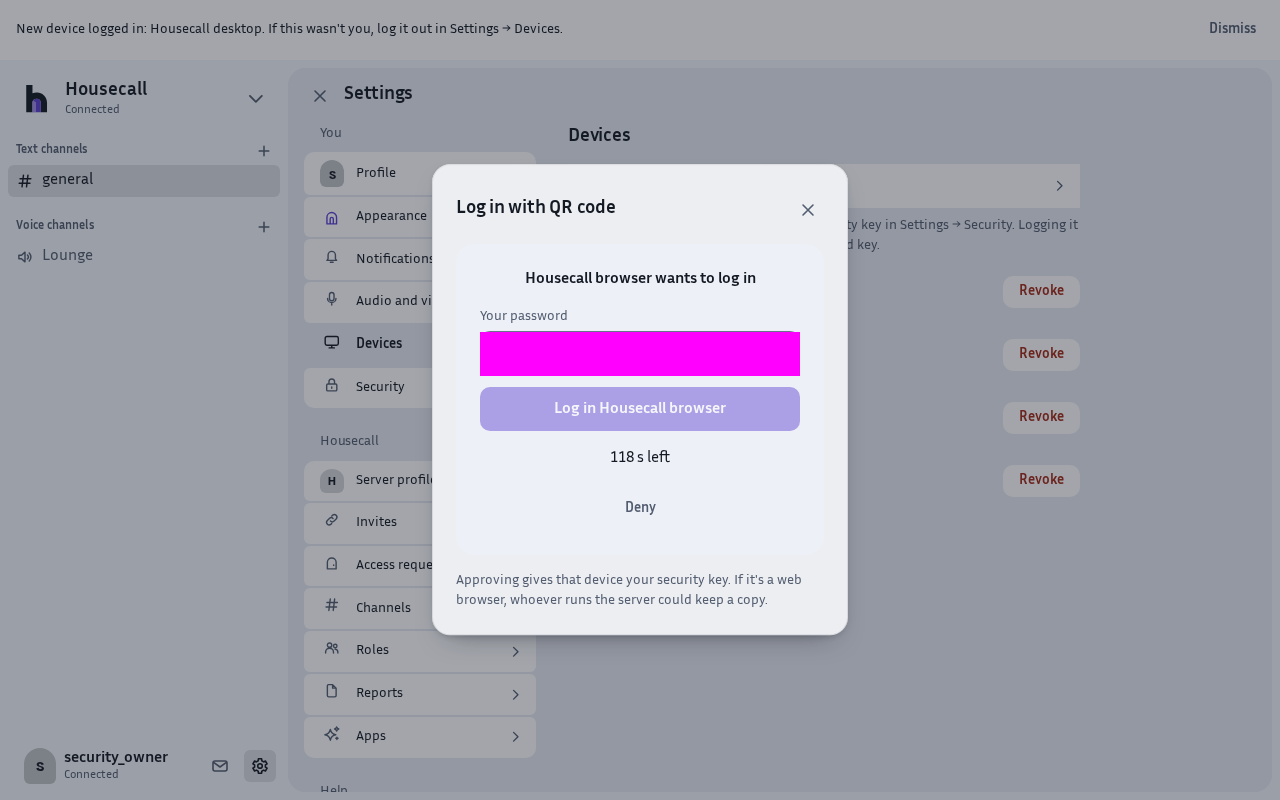 New device logged in: Housecall desktop. If this wasn't you, log it out in Settings → Devices.
Dismiss
Housecall
Connected
Text channels
general
Voice channels
Lounge
security_owner
Connected
Settings
You
Profile
Appearance
Notifications
Audio and vi
Devices
Security
Housecall
Server profile
Invites
Access reque
Channels
Roles
Reports
Apps
Help
Devices
ty key in Settings → Security. Logging it
d key.
Revoke
Revoke
Revoke
Revoke
Log in with QR code
Housecall browser wants to log in
Your password
Log in Housecall browser
118 s left
Deny
Approving gives that device your security key. If it's a web
browser, whoever runs the server could keep a copy.
S
S
H